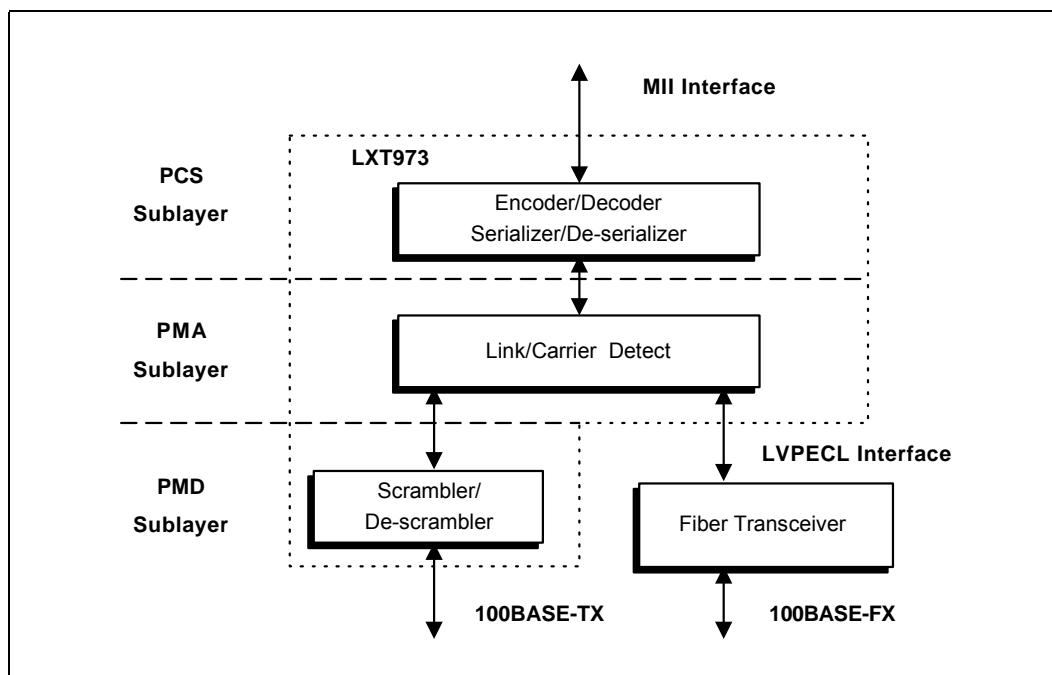 MII Interface
LXT973
PCS
Sublayer
Encoder/Decoder
Serializer/De-serializer
PMA
Sublayer
Link/Carrier Detect
LVPECL Interface
PMD
Sublayer
Scrambler/
De-scrambler
Fiber Transceiver
100BASE-TX
100BASE-FX